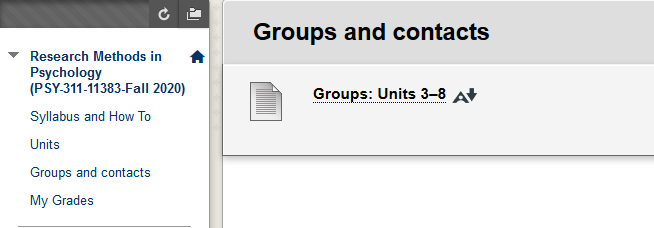 Research Methods in
Psychology
(PSY-311-11383-Fall 2020)
Syllabus and How To
Units
Groups and contacts
My Grades
Groups and contacts
Groups: Units 3–8